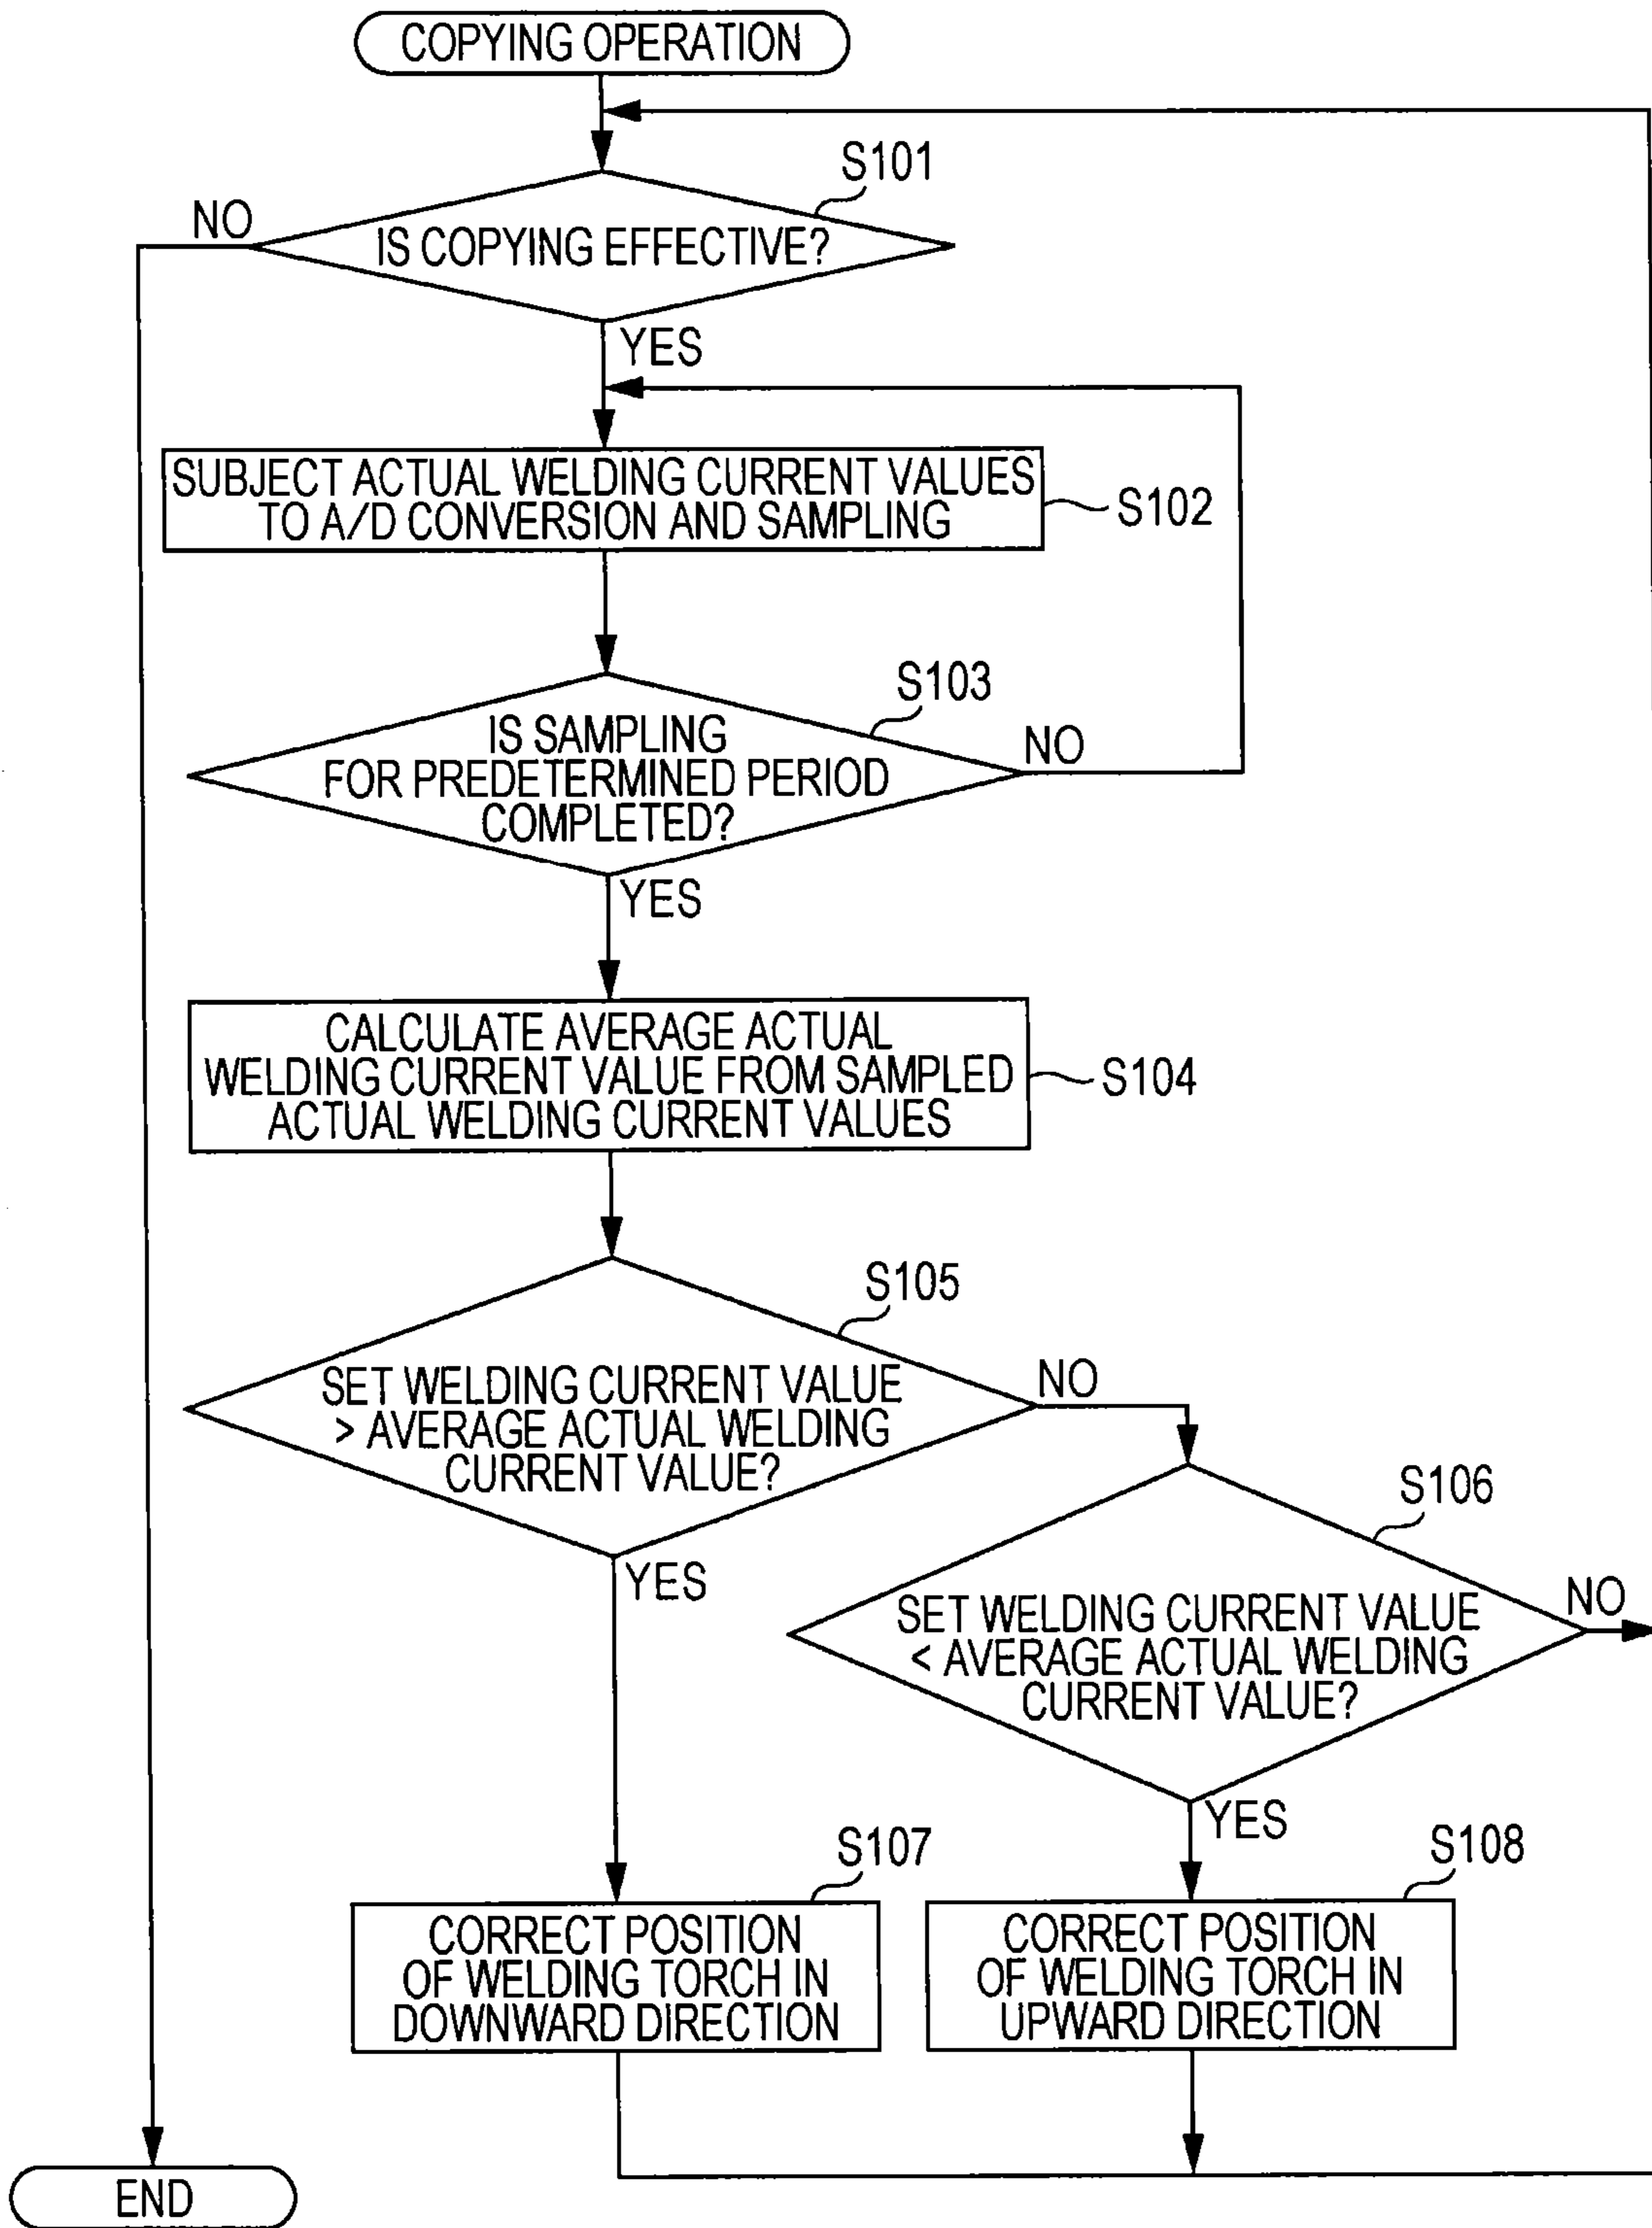 COPYING OPERATION
S101
NO
IS COPYING EFFECTIVE?
YES
SUBJECT ACTUAL WELDING CURRENT VALUES
TO A/D CONVERSION AND SAMPLING
S102
S103
IS SAMPLING
FOR PREDETERMINED PERIOD
COMPLETED?
NO
YES
CALCULATE AVERAGE ACTUAL
WELDING CURRENT VALUE FROM SAMPLED
ACTUAL WELDING CURRENT VALUES
S104
S105
SET WELDING CURRENT VALUE
> AVERAGE ACTUAL WELDING
CURRENT VALUE?
NO
YES
S106
SET WELDING CURRENT VALUE
< AVERAGE ACTUAL WELDING
CURRENT VALUE?
NO
YES
S107
CORRECT POSITION
OF WELDING TORCH IN
DOWNWARD DIRECTION
S108
CORRECT POSITION
OF WELDING TORCH IN
UPWARD DIRECTION
END